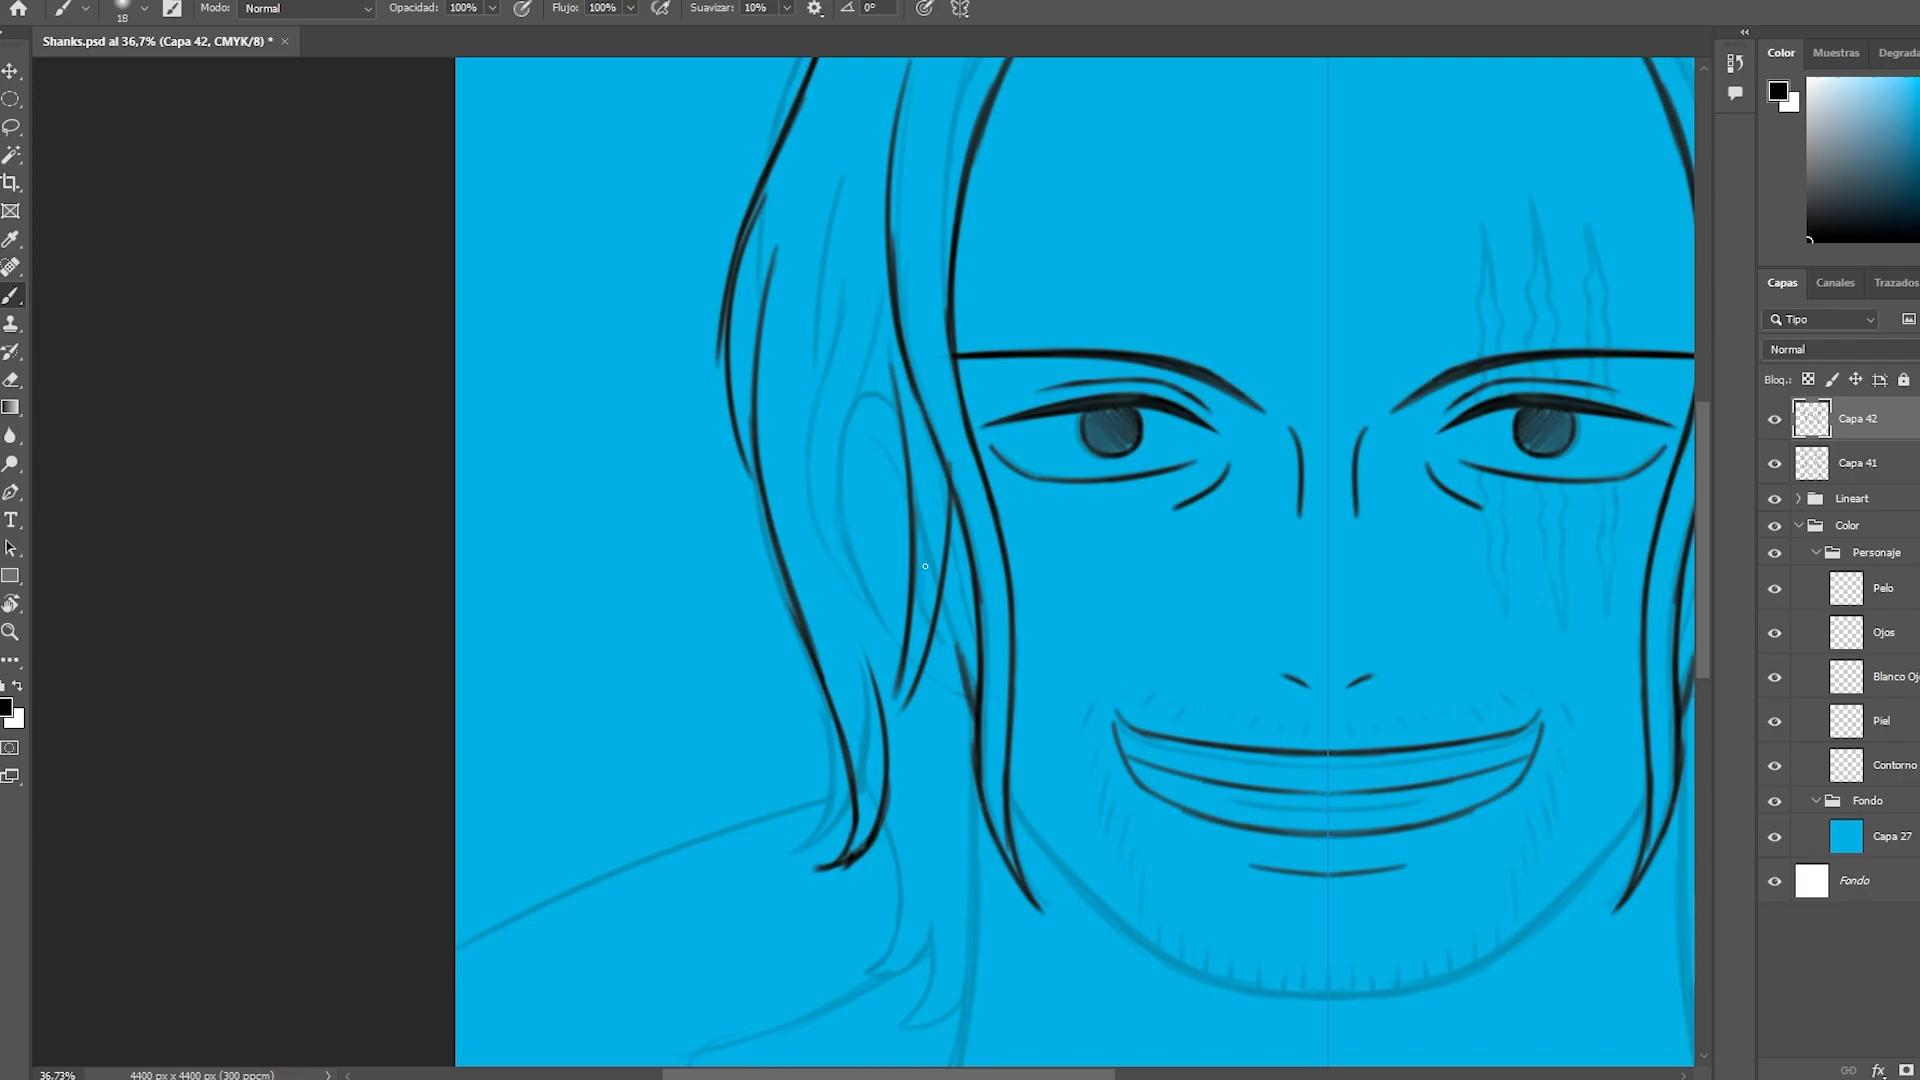 Modo: Normal Opacidad: 100% Flujo: 100% Suavizar: 10% 0°
18
Shanks.psd al 36,7% (Capa 42, CMYK/8) * ×
Color Muestras Degrada
Capas Canales Trazados
Tipo
Normal
Bloq.:
Capa 42
Capa 41
Lineart
Color
Personaje
Pelo
Ojos
Blanco Oj
Piel
Contorno
Fondo
Capa 27
Fondo
fx
36,73% 4400 px x 4400 px (300 ppcm)